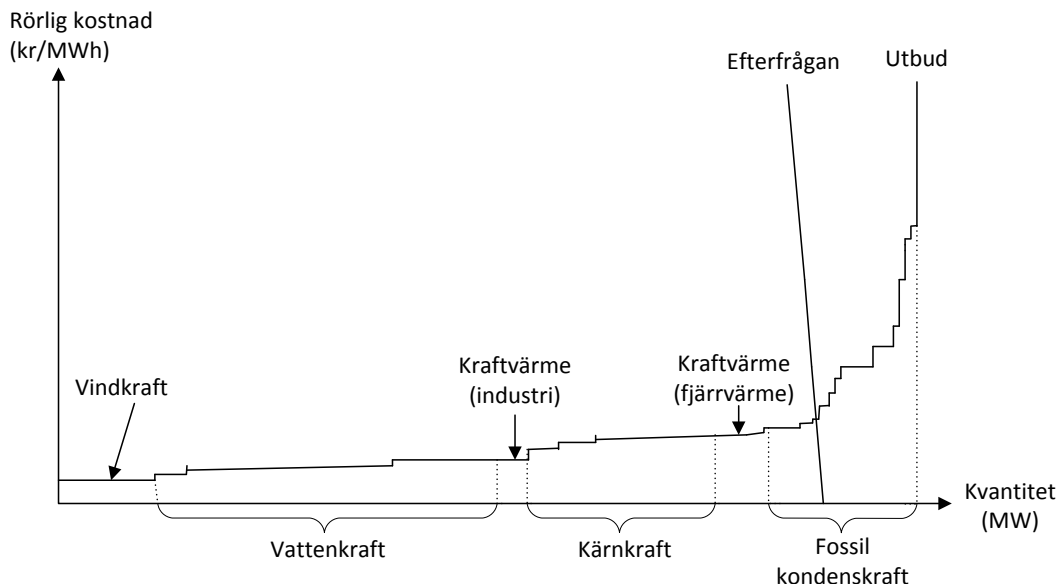 Rörlig kostnad
(kr/MWh)
Efterfrågan
Utbud
Vindkraft
Kraftvärme
(industri)
Kraftvärme
(fjärrvärme)
Kvantitet
(MW)
Vattenkraft
Kärnkraft
Fossil
kondenskraft